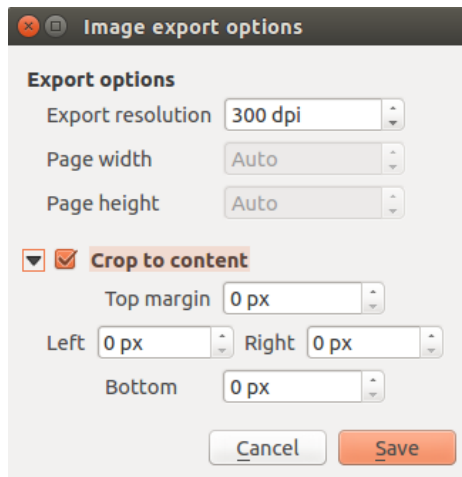 Image export options
Export options
Export resolution 300 dpi
Page width Auto
Page height Auto
Crop to content
Top margin 0 px
Left 0 px Right 0 px
Bottom 0 px
Cancel Save